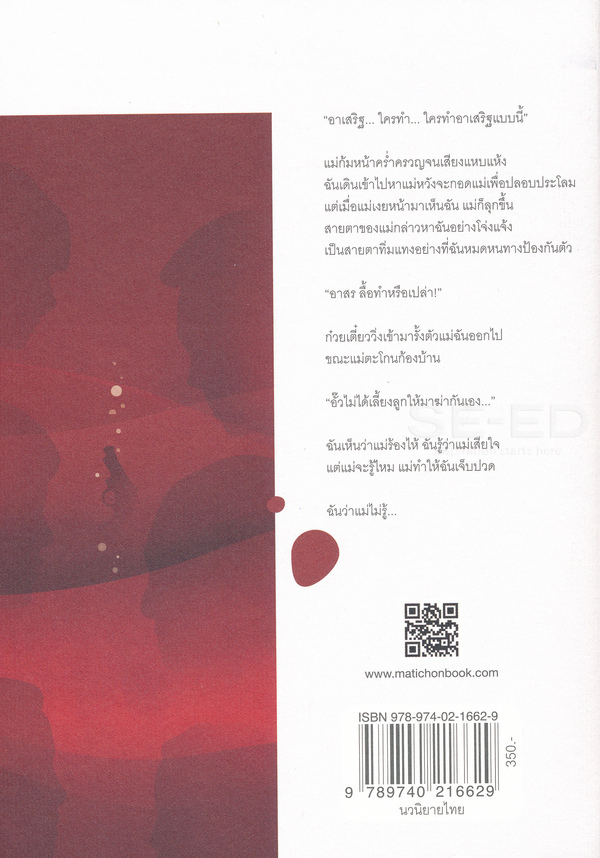 “อาเสริฐ... ใครทำ... ใครทำอาเสริฐแบบนี้”
แม่ก้มหน้าคร่ำครวญจนเสียงแหบแห้ง
ฉันเดินเข้าไปหาแม่หวังจะกอดแม่เพื่อปลอบประโลม
แต่เมื่อแม่เงยหน้ามาเห็นฉัน แม่ก็ลุกขึ้น
สายตาของแม่กล่าวหาฉันอย่างโจ่งแจ้ง
เป็นสายตาทิ่มแทงอย่างที่ฉันหมดหนทางป้องกันตัว
“อาสร ลื้อทำหรือเปล่า!”
ก๋วยเตี๋ยววิ่งเข้ามารั้งตัวแม่ฉันออกไป
ขณะแม่ตะโกนก้องบ้าน
“อั๊วไม่ได้เลี้ยงลูกให้มาฆ่ากันเอง...”
SE-ED
ฉันเห็นว่าแม่ร้องไห้ ฉันรู้ว่าแม่เสียใจ
แต่แม่จะรู้ไหม แม่ทำให้ฉันเจ็บปวด
ฉันว่าแม่ไม่รู้...
www.matichonbook.com
ISBN 978-974-02-1662-9
350.-
9 789740 216629
นวนิยายไทย